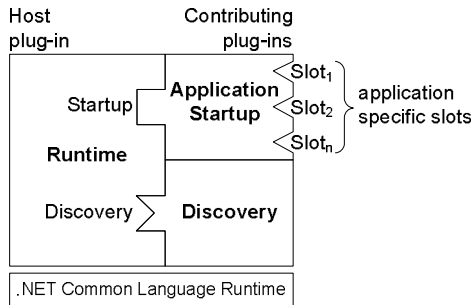 Host plug-in
Contributing plug-ins
Startup
Application Startup
Slot1
Slot2
Slotn
application specific slots
Runtime
Discovery
Discovery
.NET Common Language Runtime